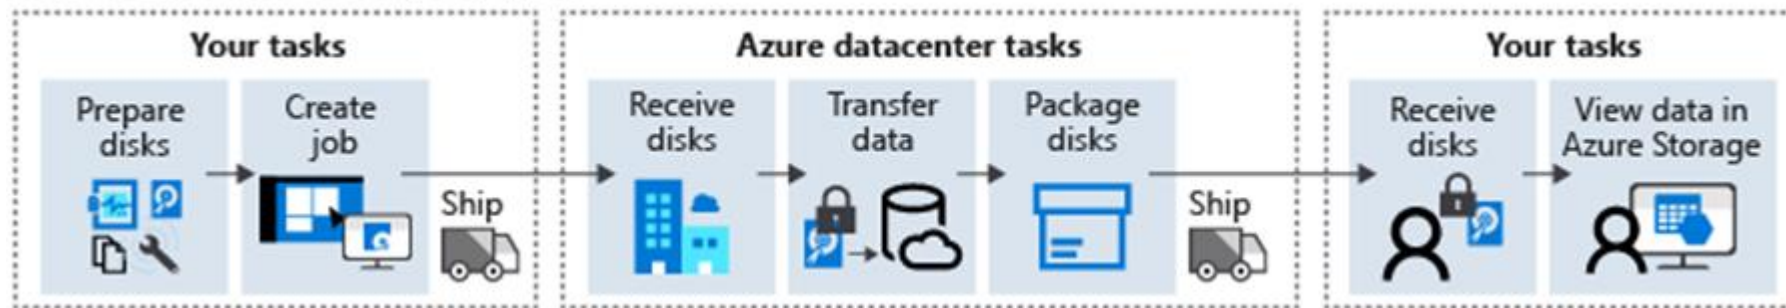 Your tasks
Prepare
disks
Create
job
Ship
Azure datacenter tasks
Receive
disks
Transfer
data
Package
disks
Ship
Your tasks
Receive
disks
View data in
Azure Storage